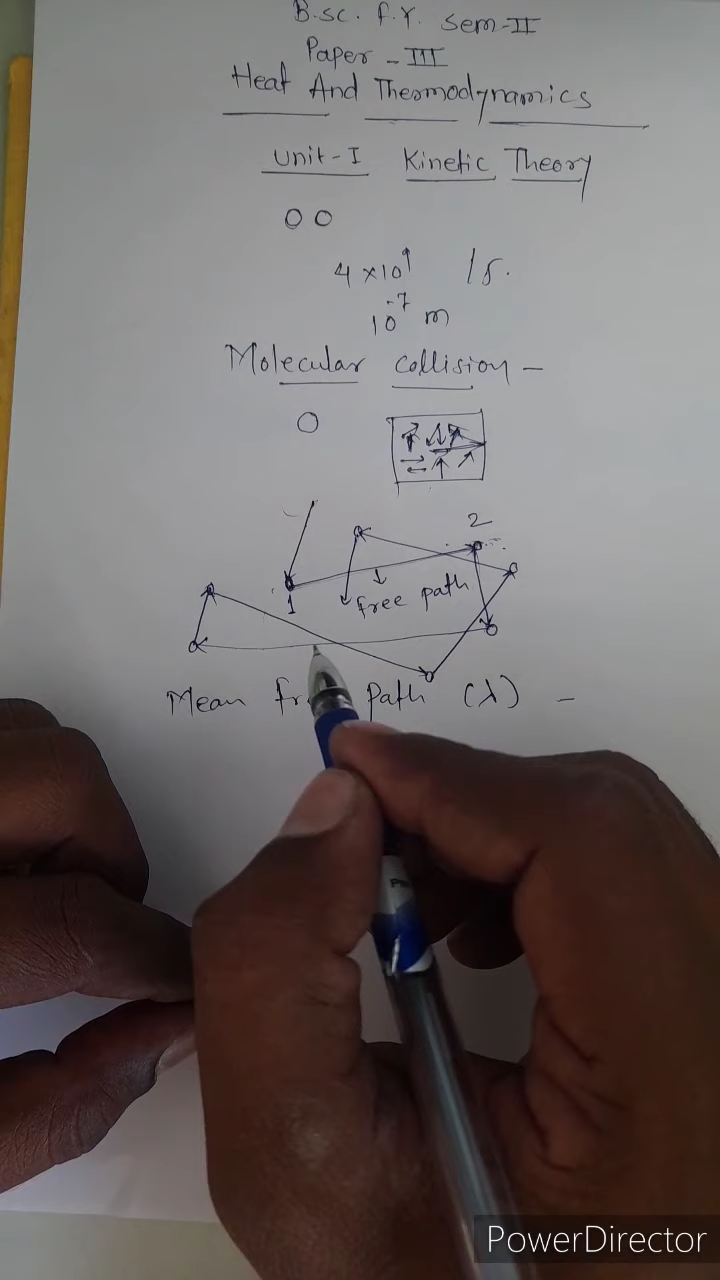 B.sc. F.Y. Sem-II
Paper - III
Heat And Thermodynamics
Unit-I Kinetic Theory
4 × 10⁹ /s.
10⁻⁷ m
Molecular Collision -
2
1
free path
Mean Path (λ) -
PowerDirector